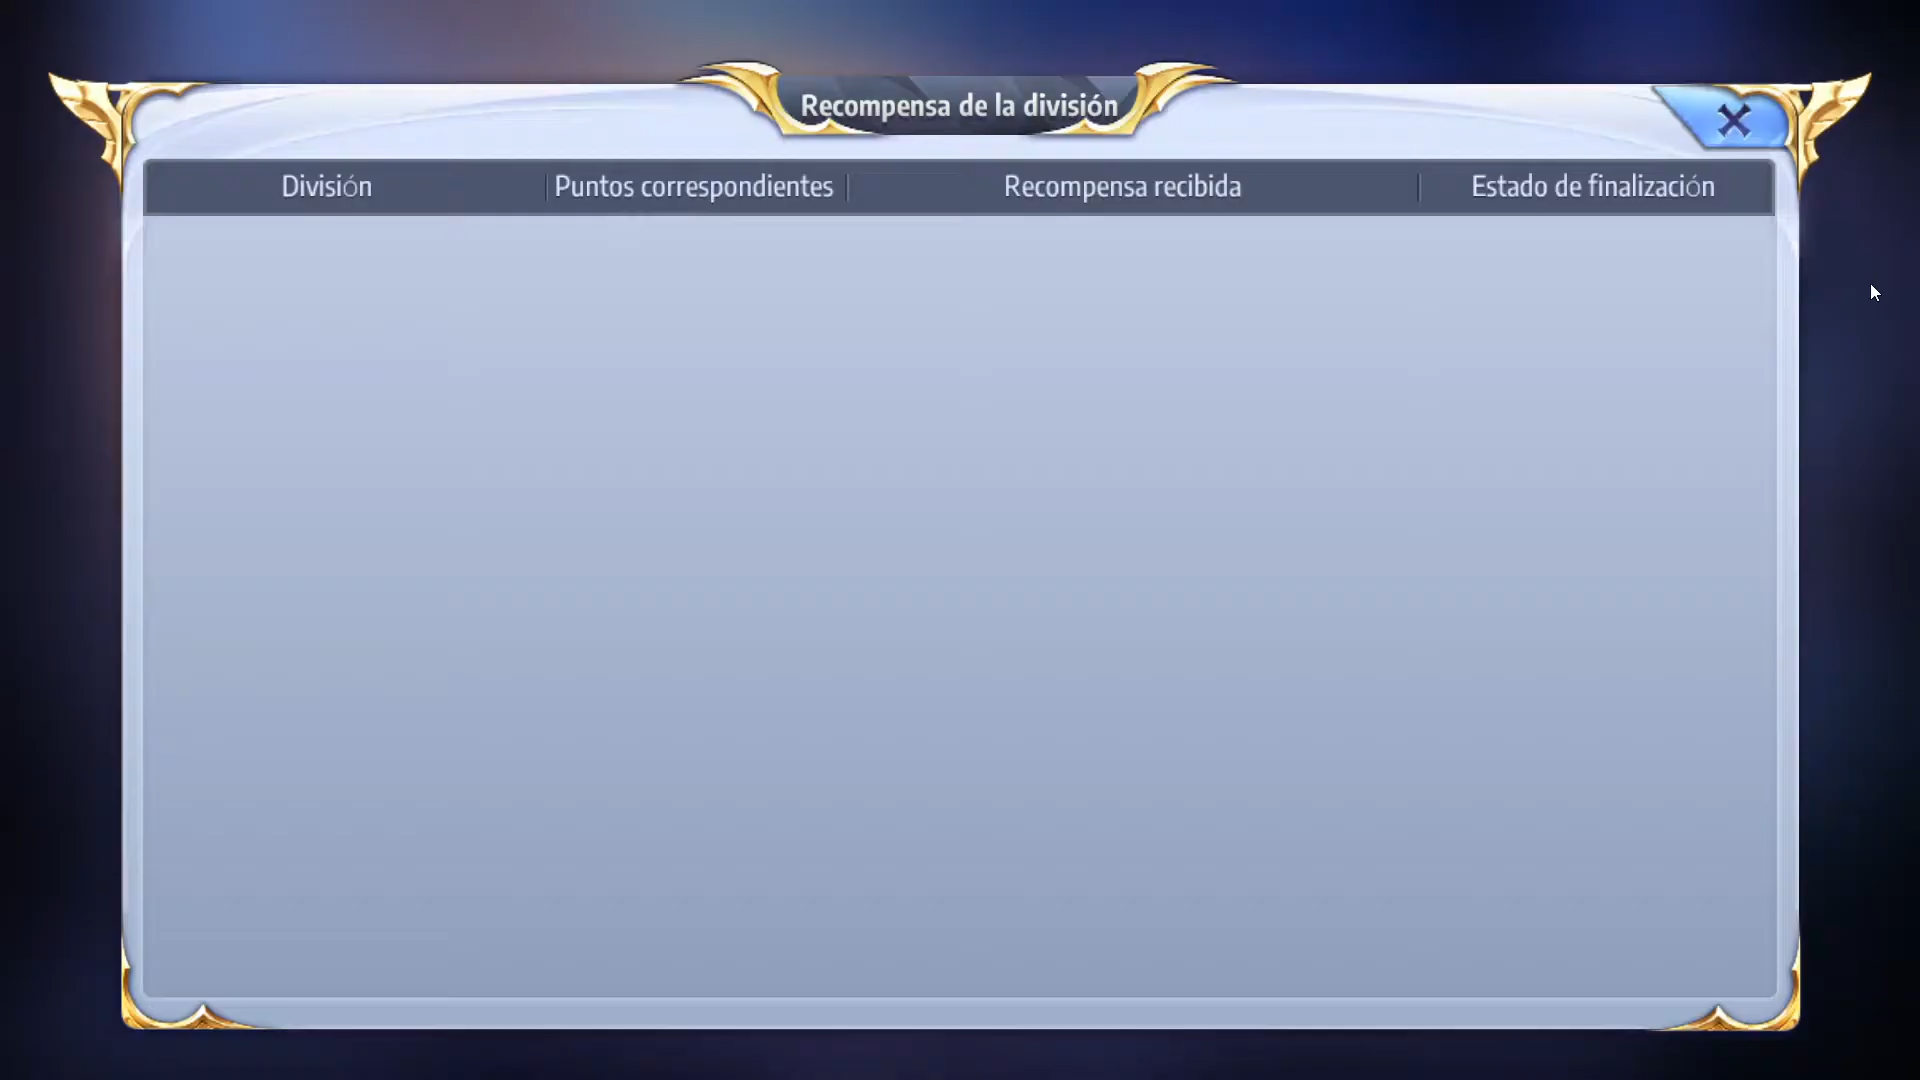 Recompensa de la división
División
Puntos correspondientes
Recompensa recibida
Estado de finalización